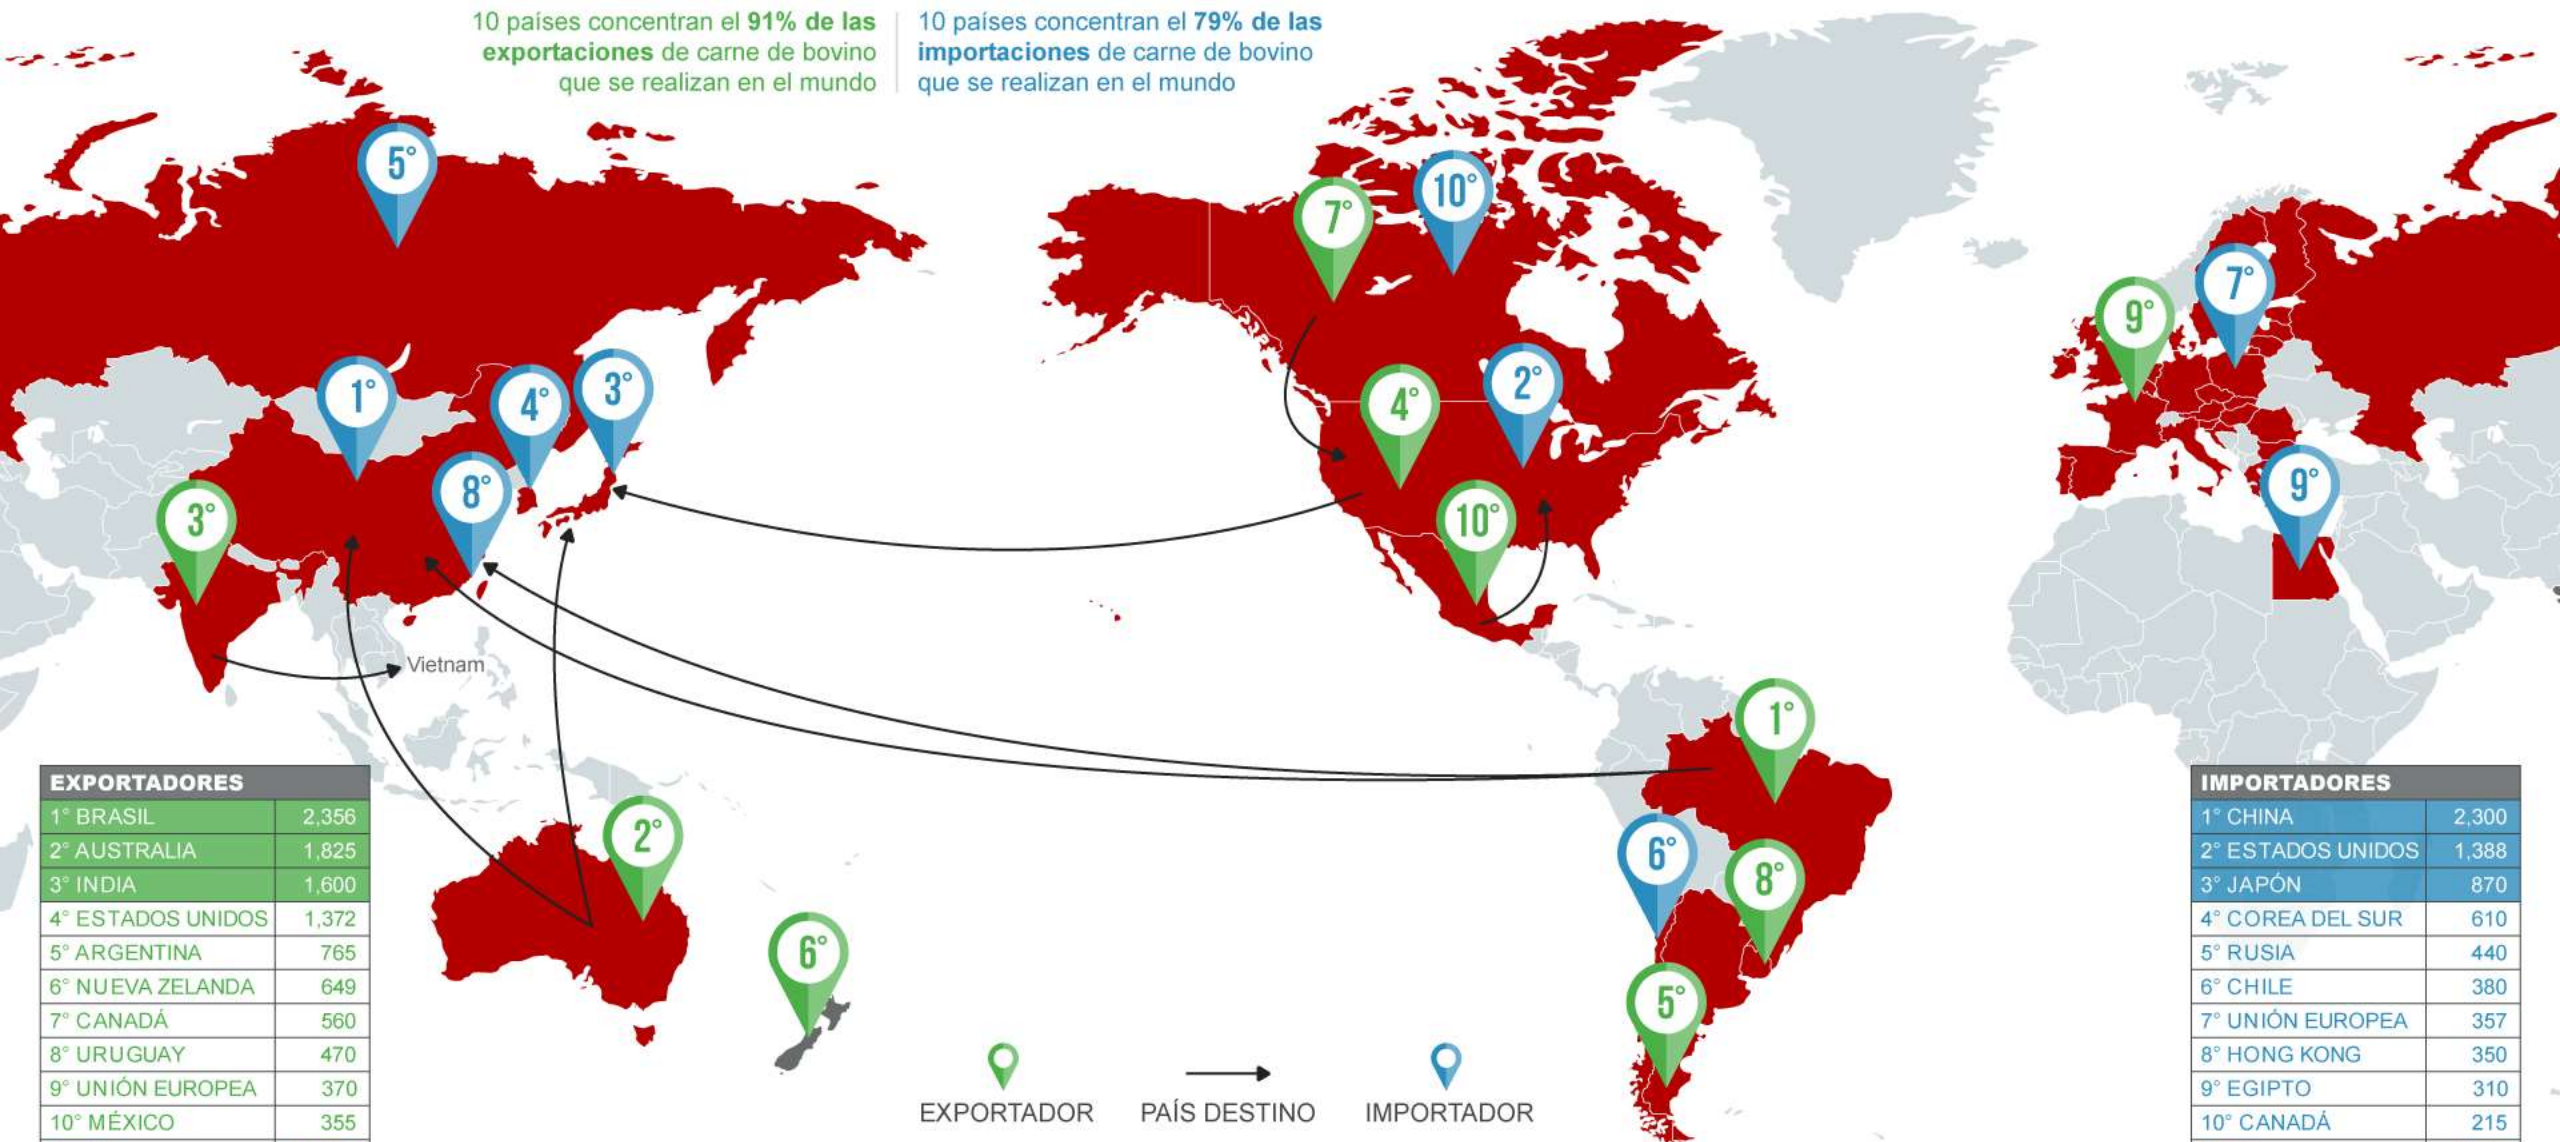 10 países concentran el 91% de las
exportaciones de carne de bovino
que se realizan en el mundo
10 países concentran el 79% de las
importaciones de carne de bovino
que se realizan en el mundo
5°
7°
10°
7°
9°
1°
4°
3°
4°
2°
8°
9°
3°
10°
Vietnam
1°
2°
6°
8°
6°
5°
EXPORTADORES
1° BRASIL 2,356
2° AUSTRALIA 1,825
3° INDIA 1,600
4° ESTADOS UNIDOS 1,372
5° ARGENTINA 765
6° NUEVA ZELANDA 649
7° CANADÁ 560
8° URUGUAY 470
9° UNIÓN EUROPEA 370
10° MÉXICO 355
EXPORTADOR
PAÍS DESTINO
IMPORTADOR
IMPORTADORES
1° CHINA 2,300
2° ESTADOS UNIDOS 1,388
3° JAPÓN 870
4° COREA DEL SUR 610
5° RUSIA 440
6° CHILE 380
7° UNIÓN EUROPEA 357
8° HONG KONG 350
9° EGIPTO 310
10° CANADÁ 215